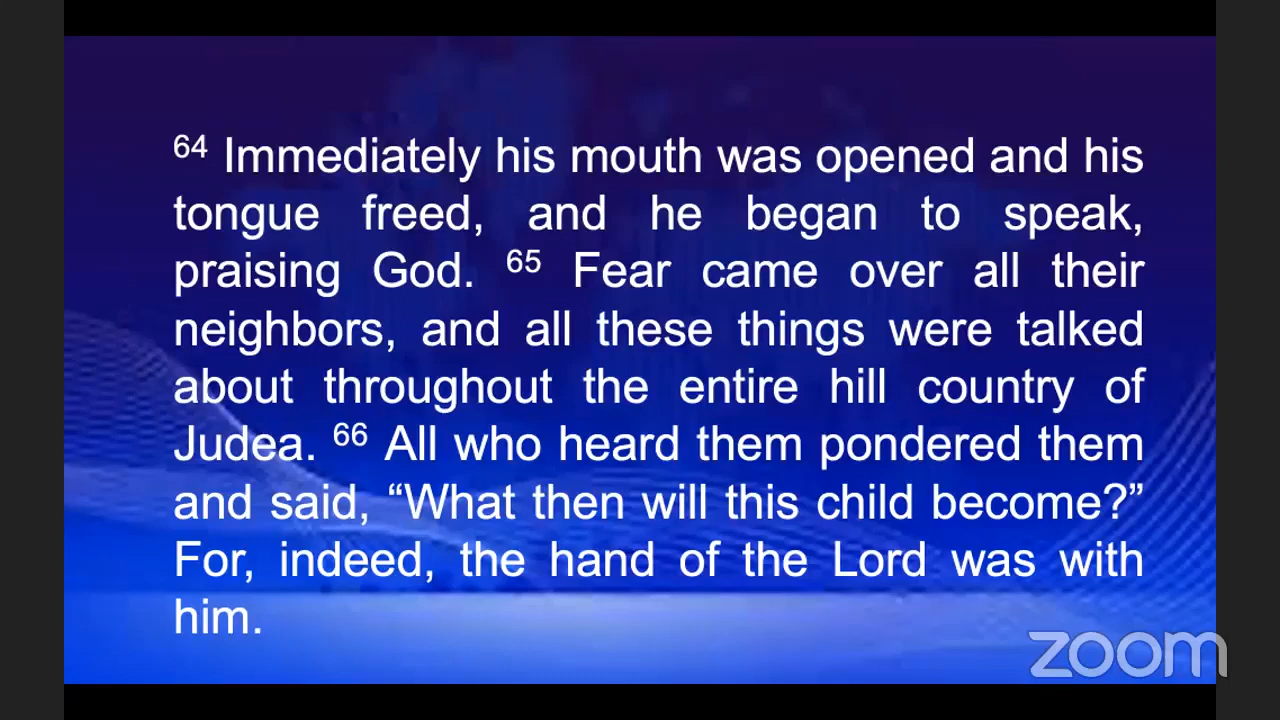 64 Immediately his mouth was opened and his
tongue freed, and he began to speak,
praising God. 65 Fear came over all their
neighbors, and all these things were talked
about throughout the entire hill country of
Judea. 66 All who heard them pondered them
and said, “What then will this child become?”
For, indeed, the hand of the Lord was with
him.
zoom